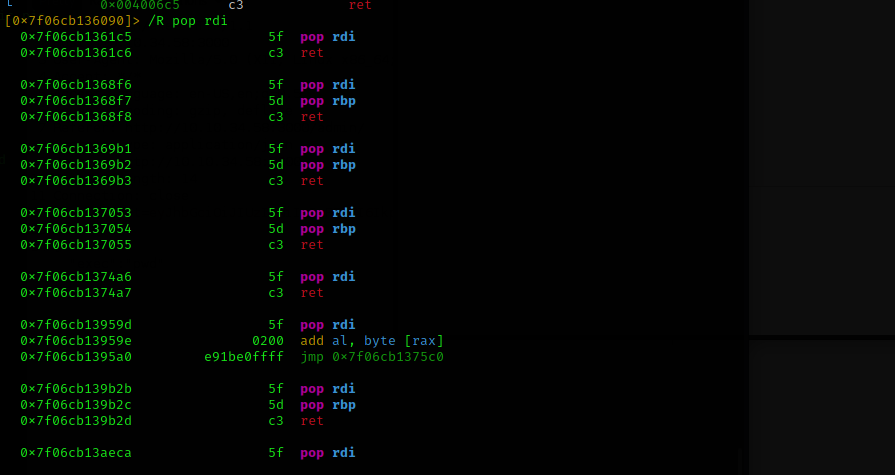 0x004006c5 c3 ret
[0x7f06cb136090]> /R pop rdi
0x7f06cb1361c5 5f pop rdi
0x7f06cb1361c6 c3 ret
0x7f06cb1368f6 5f pop rdi
0x7f06cb1368f7 5d pop rbp
0x7f06cb1368f8 c3 ret
0x7f06cb1369b1 5f pop rdi
0x7f06cb1369b2 5d pop rbp
0x7f06cb1369b3 c3 ret
0x7f06cb137053 5f pop rdi
0x7f06cb137054 5d pop rbp
0x7f06cb137055 c3 ret
0x7f06cb1374a6 5f pop rdi
0x7f06cb1374a7 c3 ret
0x7f06cb13959d 5f pop rdi
0x7f06cb13959e 0200 add al, byte [rax]
0x7f06cb1395a0 e91be0ffff jmp 0x7f06cb1375c0
0x7f06cb139b2b 5f pop rdi
0x7f06cb139b2c 5d pop rbp
0x7f06cb139b2d c3 ret
0x7f06cb13aeca 5f pop rdi